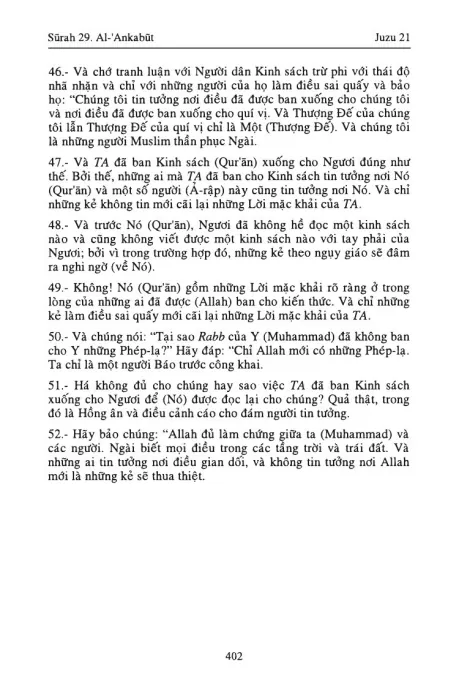 Sūrah 29. Al-'Ankabūt Juzu 21
46.- Và chớ tranh luận với Người dân Kinh sách trừ phi với thái độ
nhã nhặn và chỉ với những người của họ làm điều sai quấy và bảo
họ: “Chúng tôi tin tưởng nơi điều đã được ban xuống cho chúng tôi
và nơi điều đã được ban xuống cho quí vị. Và Thượng Đế của chúng
tôi lẫn Thượng Đế của quí vị chỉ là Một (Thượng Đế). Và chúng tôi
là những người Muslim thần phục Ngài.
47.- Và TA đã ban Kinh sách (Qur'ān) xuống cho Ngươi đúng như
thế. Bởi thế, những ai mà TA đã ban cho Kinh sách tin tưởng nơi Nó
(Qur'ān) và một số người (Ả-rập) này cũng tin tưởng nơi Nó. Và chỉ
những kẻ không tin mới cãi lại những Lời mặc khải của TA.
48.- Và trước Nó (Qur'ān), Ngươi đã không hề đọc một kinh sách
nào và cũng không viết được một kinh sách nào với tay phải của
Ngươi; bởi vì trong trường hợp đó, những kẻ theo ngụy giáo sẽ đâm
ra nghi ngờ (về Nó).
49.- Không! Nó (Qur'ān) gồm những Lời mặc khải rõ ràng ở trong
lòng của những ai đã được (Allah) ban cho kiến thức. Và chỉ những
kẻ làm điều sai quấy mới cãi lại những Lời mặc khải của TA.
50.- Và chúng nói: “Tại sao Rabb của Y (Muhammad) đã không ban
cho Y những Phép-lạ?” Hãy đáp: “Chỉ Allah mới có những Phép-lạ.
Ta chỉ là một người Báo trước công khai.
51.- Há không đủ cho chúng hay sao việc TA đã ban Kinh sách
xuống cho Ngươi để (Nó) được đọc lại cho chúng? Quả thật, trong
đó là Hồng ân và điều cảnh cáo cho đám người tin tưởng.
52.- Hãy bảo chúng: “Allah đủ làm chứng giữa ta (Muhammad) và
các người. Ngài biết mọi điều trong các tầng trời và trái đất. Và
những ai tin tưởng nơi điều gian dối, và không tin tưởng nơi Allah
mới là những kẻ sẽ thua thiệt.
402